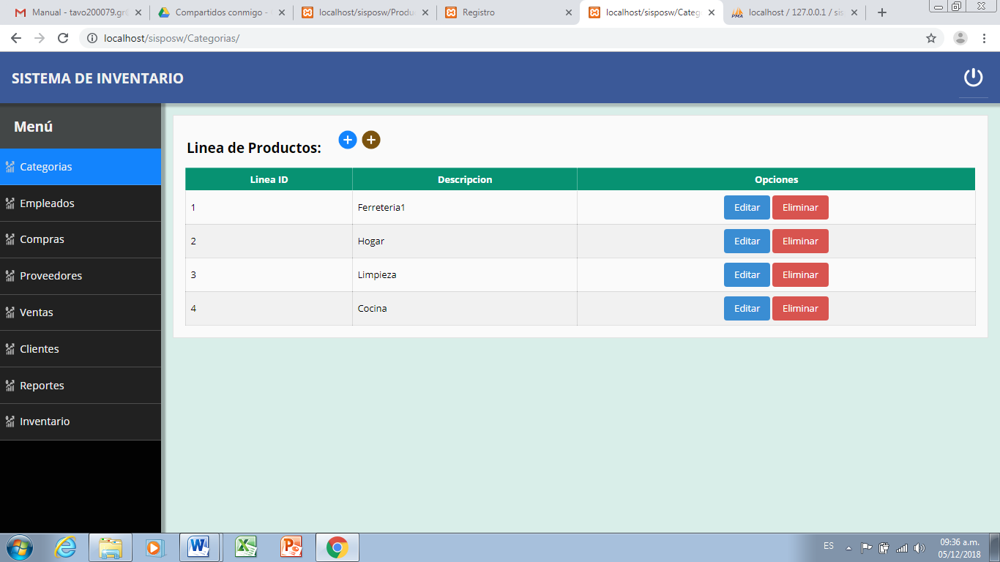 Manual - tavo200079.gr
Compartidos conmigo -
localhost/sisposw/Produ
Registro
localhost/sisposw/Categ
localhost / 127.0.0.1 / sis
localhost/sisposw/Categorias/
SISTEMA DE INVENTARIO
Menú
Categorias
Empleados
Compras
Proveedores
Ventas
Clientes
Reportes
Inventario
Linea de Productos:
Linea ID Descripcion Opciones
1 Ferreteria1 Editar Eliminar
2 Hogar Editar Eliminar
3 Limpieza Editar Eliminar
4 Cocina Editar Eliminar
ES
09:36 a.m.
05/12/2018